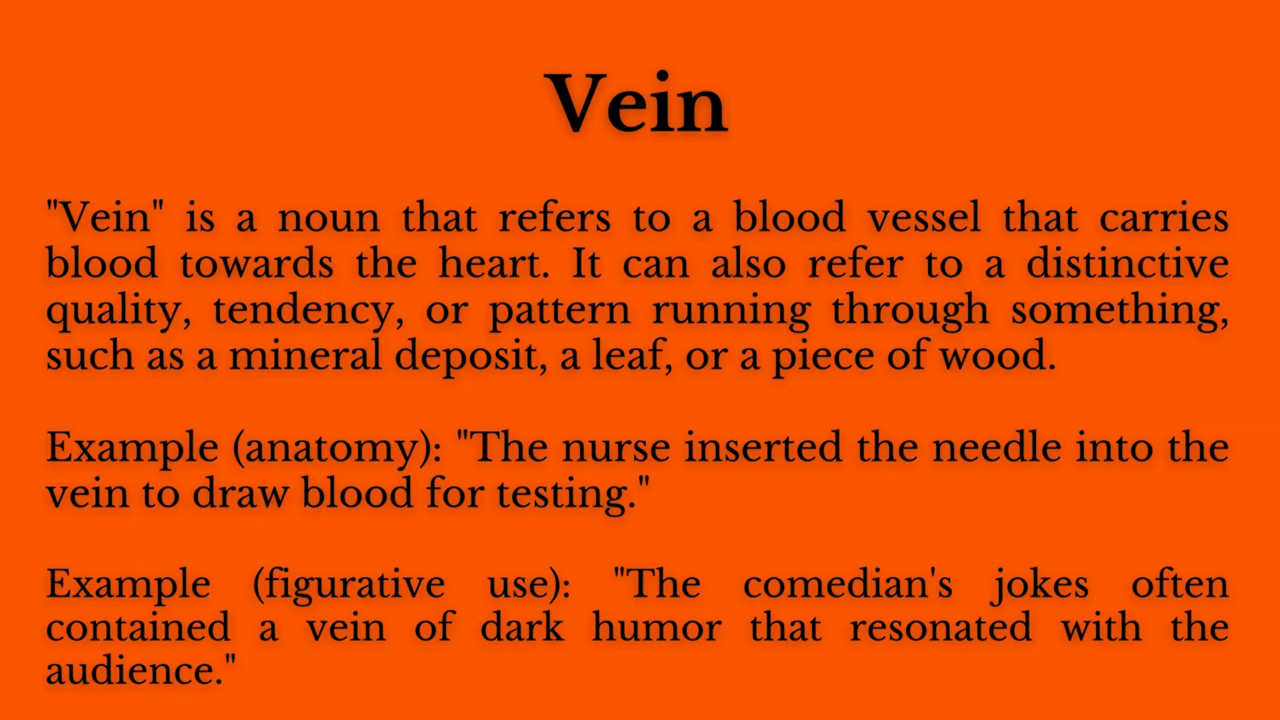 Vein
"Vein" is a noun that refers to a blood vessel that carries
blood towards the heart. It can also refer to a distinctive
quality, tendency, or pattern running through something,
such as a mineral deposit, a leaf, or a piece of wood.
Example (anatomy): "The nurse inserted the needle into the
vein to draw blood for testing."
Example (figurative use): "The comedian's jokes often
contained a vein of dark humor that resonated with the
audience."